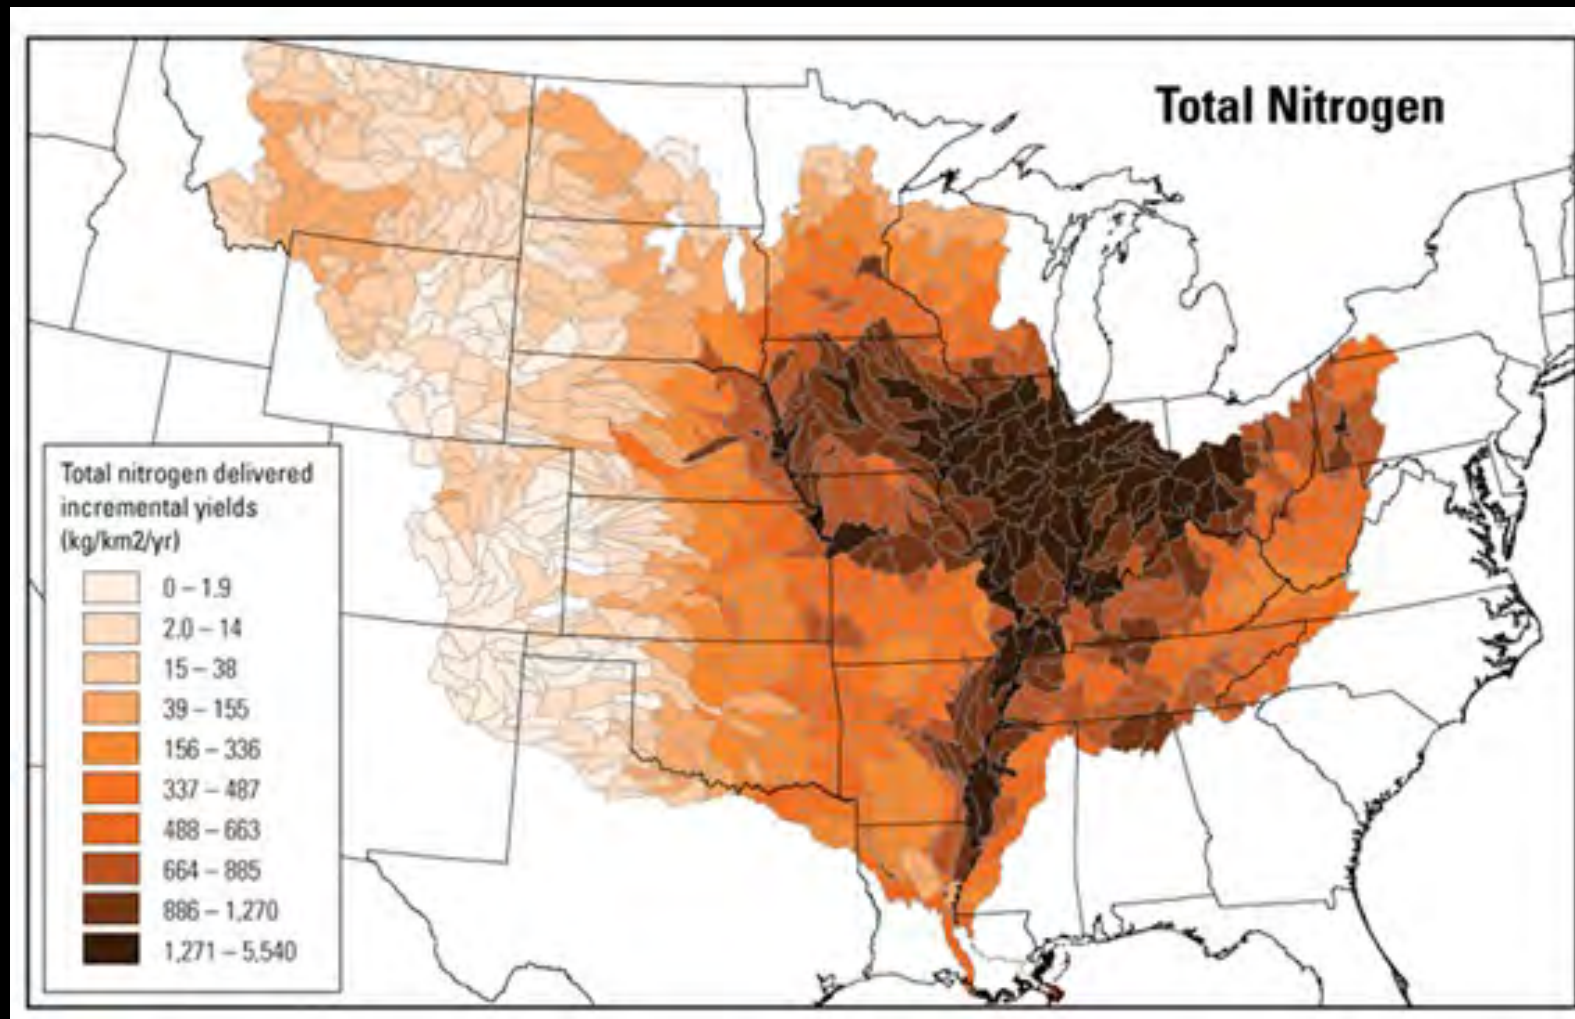 Total Nitrogen
Total nitrogen delivered
incremental yields
(kg/km2/yr)
0 – 1.9
2.0 – 14
15 – 38
39 – 155
156 – 336
337 – 487
488 – 663
664 – 885
886 – 1,270
1,271 – 5,540